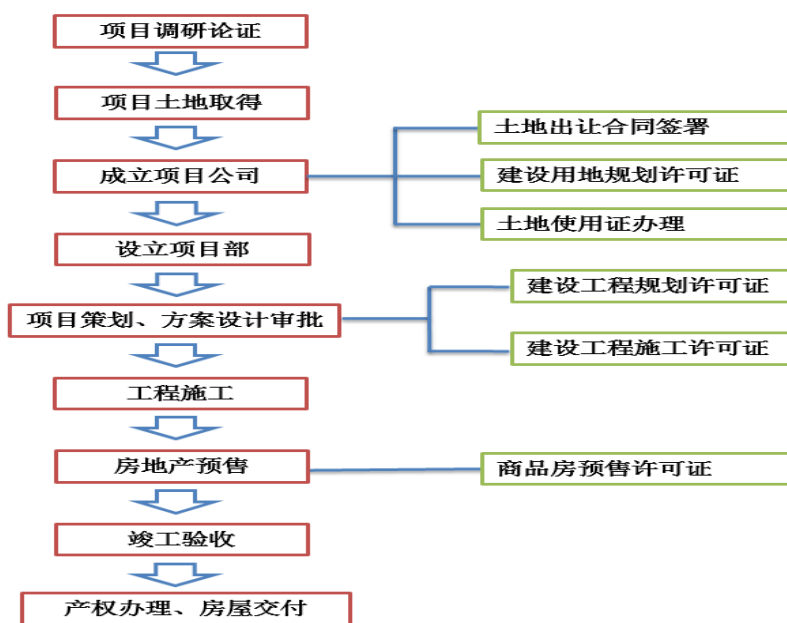 项目调研论证
项目土地取得
成立项目公司
土地出让合同签署
建设用地规划许可证
土地使用证办理
设立项目部
项目策划、方案设计审批
建设工程规划许可证
建设工程施工许可证
工程施工
房地产预售
商品房预售许可证
竣工验收
产权办理、房屋交付